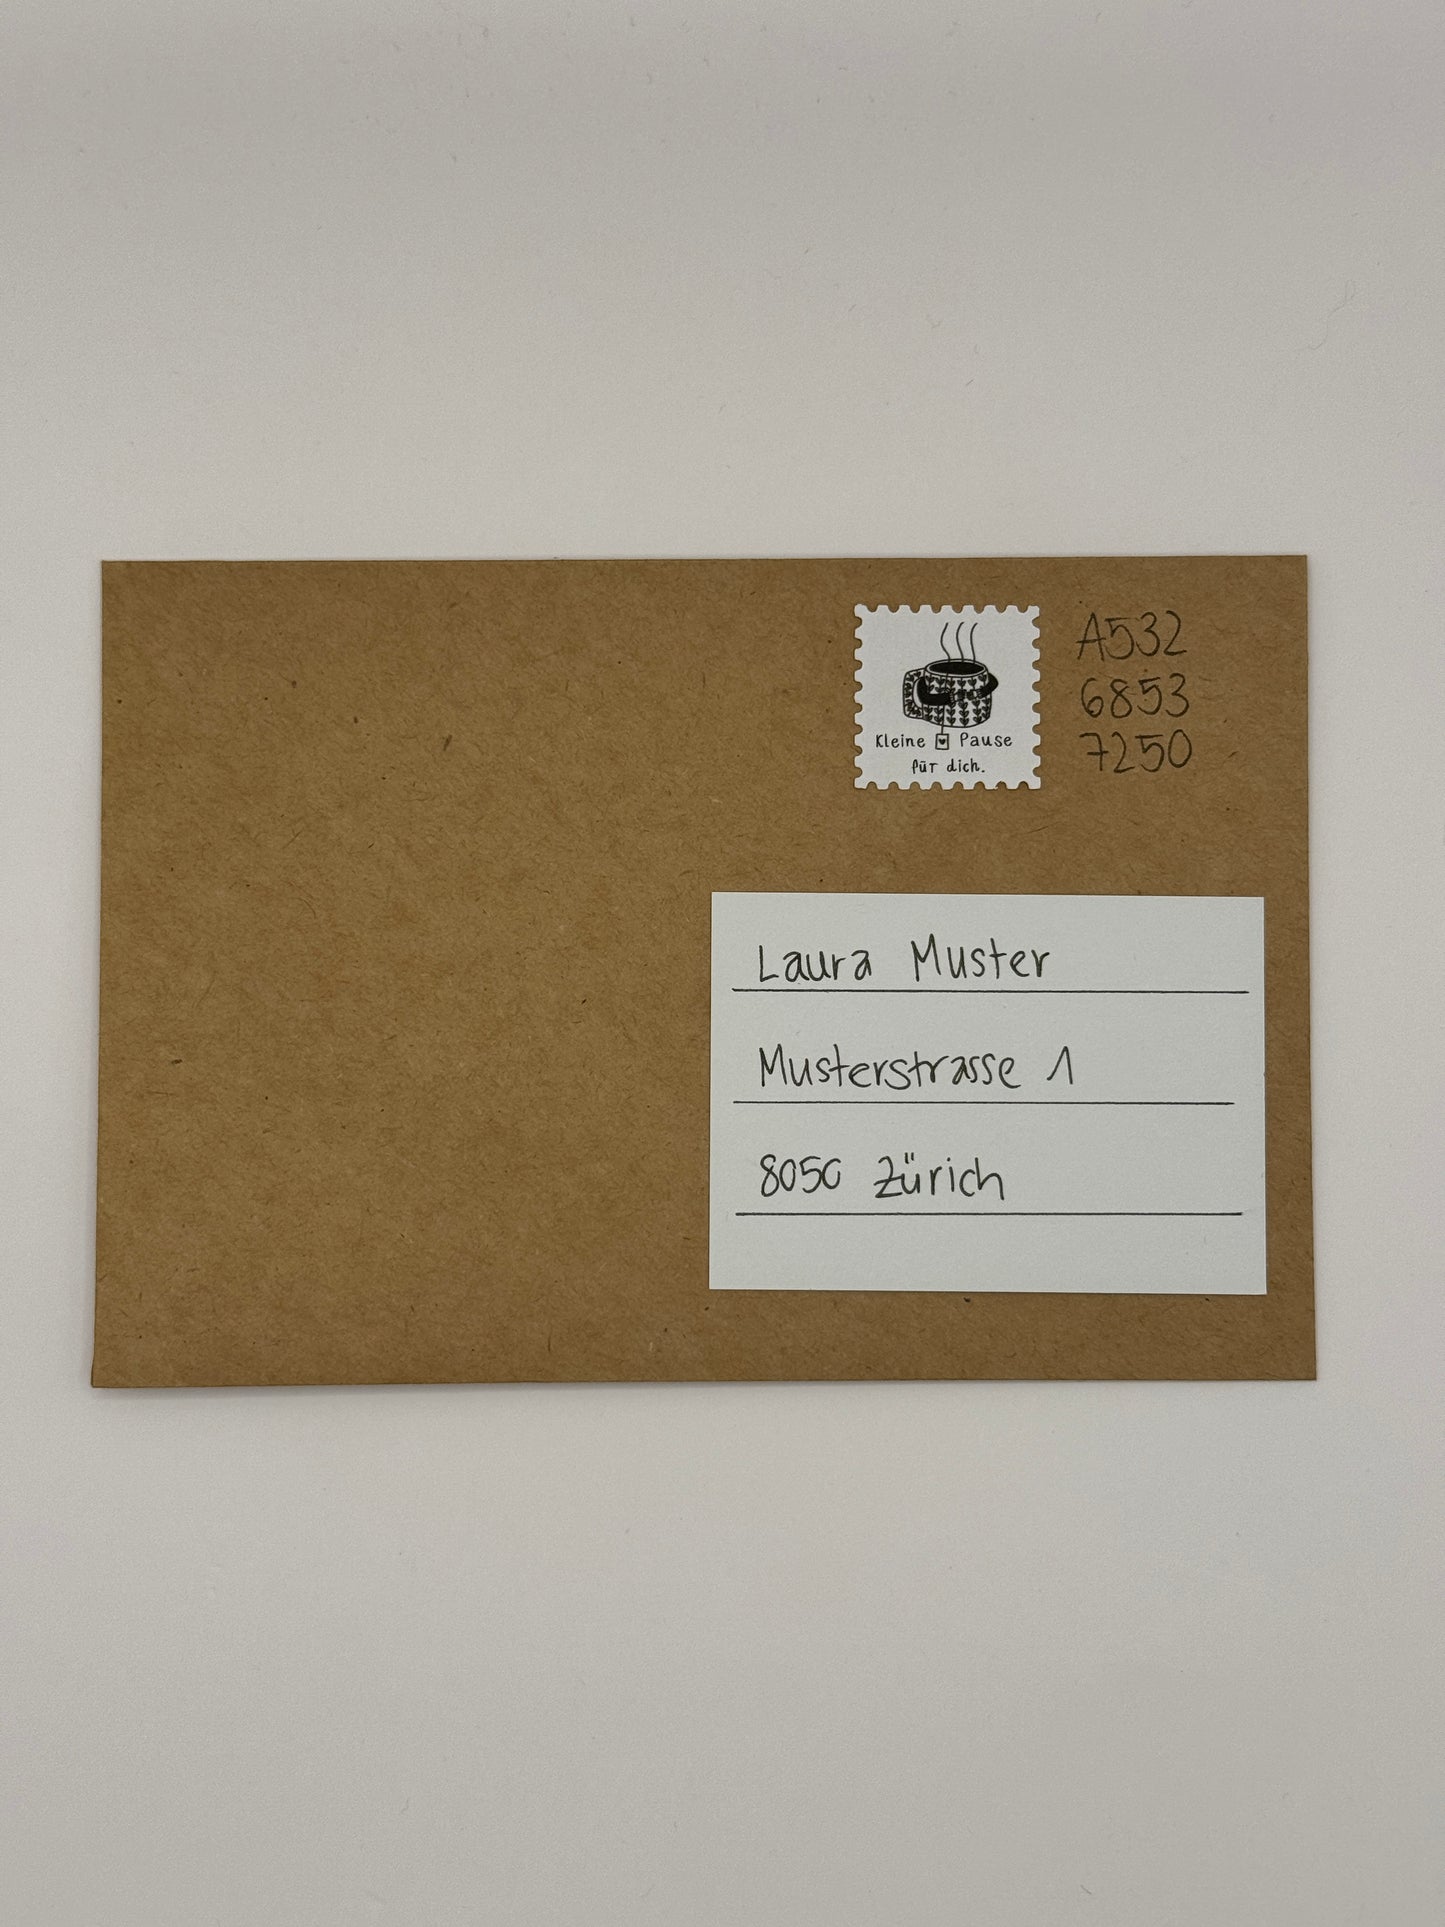 Kleine Pause
für dich.
A532
6853
7250
Laura Muster
Musterstrasse 1
8050 Zürich